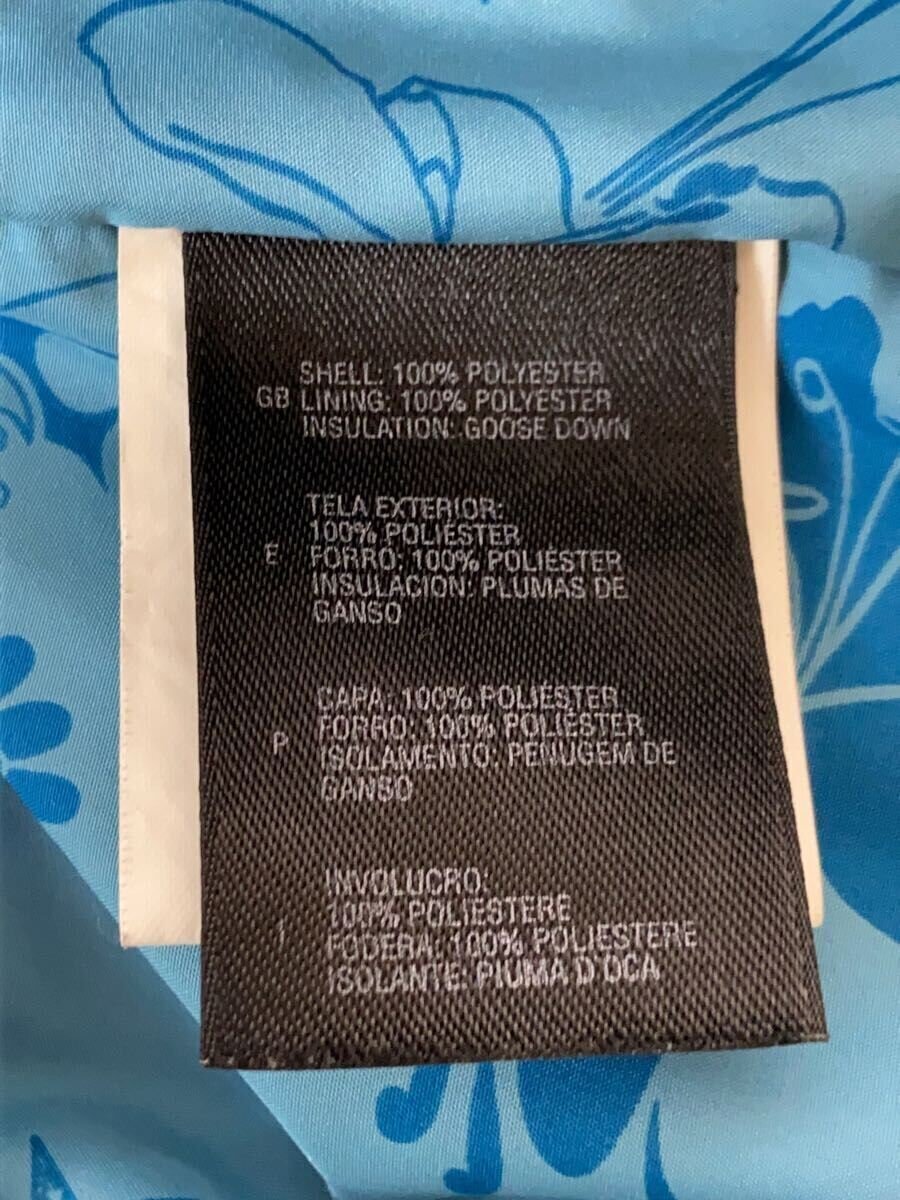 SHELL: 100% POLYESTER
GB LINING: 100% POLYESTER
INSULATION: GOOSE DOWN
TELA EXTERIOR:
100% POLIÉSTER
E FORRO: 100% POLIÉSTER
INSULACION: PLUMAS DE
GANSO
CAPA: 100% POLIÉSTER
P FORRO: 100% POLIÉSTER
ISOLAMENTO: PENUGEM DE
GANSO
INVOLUCRO:
100% POLIESTERE
I FODERA: 100% POLIESTERE
ISOLANTE: PIUMA D'OCA